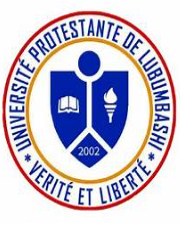 UNIVERSITÉ PROTESTANTE DE LUBUMBASHI
2002
* VERITÉ ET LIBERTÉ *